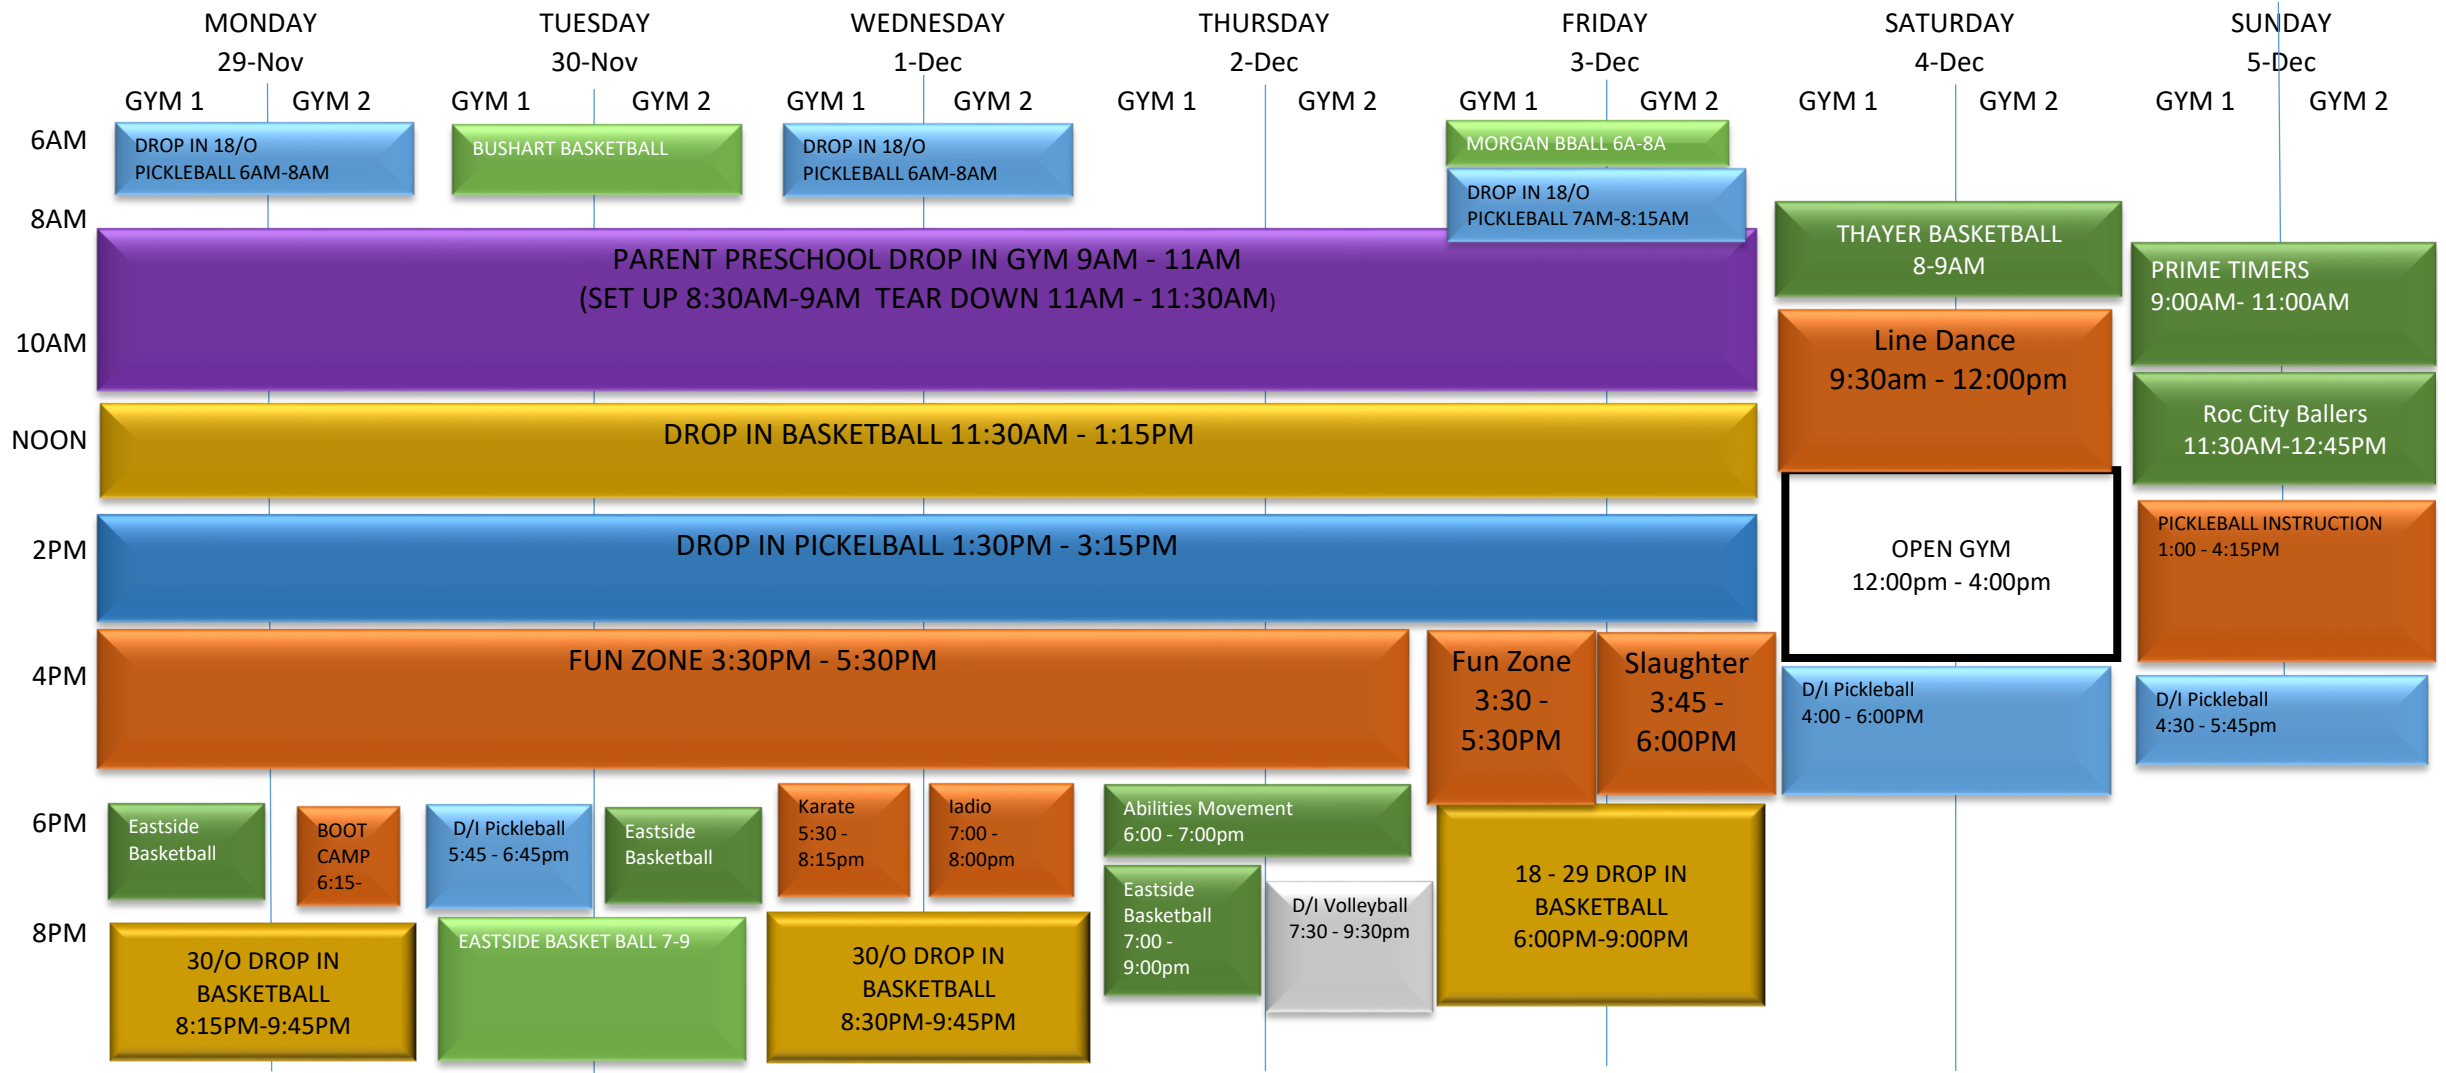 MONDAY TUESDAY WEDNESDAY THURSDAY FRIDAY SATURDAY SUNDAY
29-Nov 30-Nov 1-Dec 2-Dec 3-Dec 4-Dec 5-Dec
GYM 1 GYM 2 GYM 1 GYM 2 GYM 1 GYM 2 GYM 1 GYM 2 GYM 1 GYM 2 GYM 1 GYM 2 GYM 1 GYM 2
6AM
DROP IN 18/O
PICKLEBALL 6AM-8AM
BUSHART BASKETBALL
DROP IN 18/O
PICKLEBALL 6AM-8AM
MORGAN BBALL 6A-8A
DROP IN 18/O
PICKLEBALL 7AM-8:15AM
8AM
PARENT PRESCHOOL DROP IN GYM 9AM - 11AM
(SET UP 8:30AM-9AM TEAR DOWN 11AM - 11:30AM)
THAYER BASKETBALL
8-9AM
PRIME TIMERS
9:00AM- 11:00AM
10AM
Line Dance
9:30am - 12:00pm
NOON
DROP IN BASKETBALL 11:30AM - 1:15PM
Roc City Ballers
11:30AM-12:45PM
2PM
DROP IN PICKELBALL 1:30PM - 3:15PM
OPEN GYM
12:00pm - 4:00pm
PICKLEBALL INSTRUCTION
1:00 - 4:15PM
4PM
FUN ZONE 3:30PM - 5:30PM
Fun Zone
3:30 -
5:30PM
Slaughter
3:45 -
6:00PM
D/I Pickleball
4:00 - 6:00PM
D/I Pickleball
4:30 - 5:45pm
6PM
Eastside
Basketball
BOOT
CAMP
6:15-
D/I Pickleball
5:45 - 6:45pm
Eastside
Basketball
Karate
5:30 -
8:15pm
Iadio
7:00 -
8:00pm
Abilities Movement
6:00 - 7:00pm
Eastside
Basketball
7:00 -
9:00pm
D/I Volleyball
7:30 - 9:30pm
18 - 29 DROP IN
BASKETBALL
6:00PM-9:00PM
8PM
30/O DROP IN
BASKETBALL
8:15PM-9:45PM
EASTSIDE BASKET BALL 7-9
30/O DROP IN
BASKETBALL
8:30PM-9:45PM